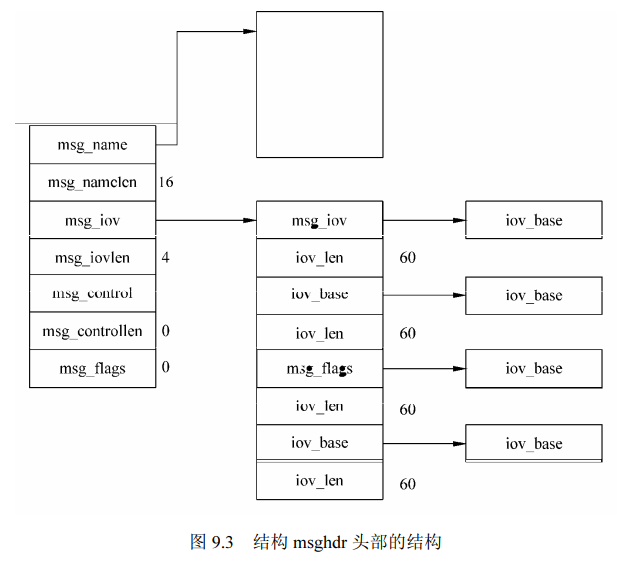 msg_name
msg_namelen 16
msg_iov msg_iov iov_base
msg_iovlen 4 iov_len 60
msg_control iov_base iov_base
msg_controllen 0 iov_len 60
msg_flags 0 msg_flags iov_base
iov_len 60
iov_base iov_base
iov_len 60
图 9.3 结构 msghdr 头部的结构